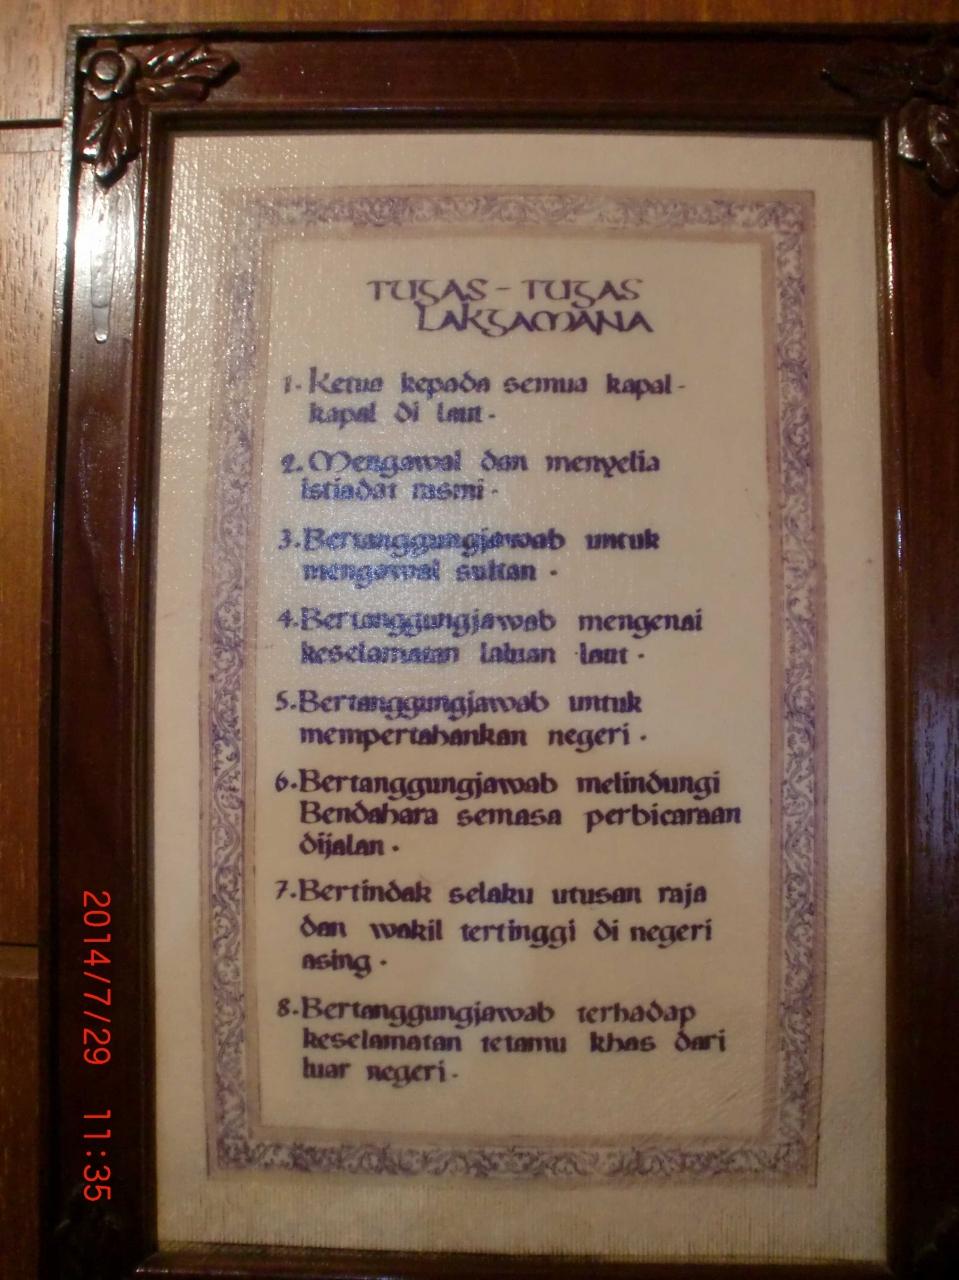 TUGAS-TUGAS
LAKSAMANA
1. Ketua kepada semua kapal-
kapal di laut.
2. Mengawal dan menyelia
istiadat rasmi.
3. Bertanggungjawab untuk
mengawal sultan.
4. Bertanggungjawab mengenai
keselamatan laluan laut.
5. Bertanggungjawab untuk
mempertahankan negeri.
6. Bertanggungjawab melindungi
Bendahara semasa perbicaraan
dijalan.
7. Bertindak selaku utusan raja
dan wakil tertinggi di negeri
asing.
8. Bertanggungjawab terhadap
keselamatan tetamu khas dari
luar negeri.
2014/7/29 11:35